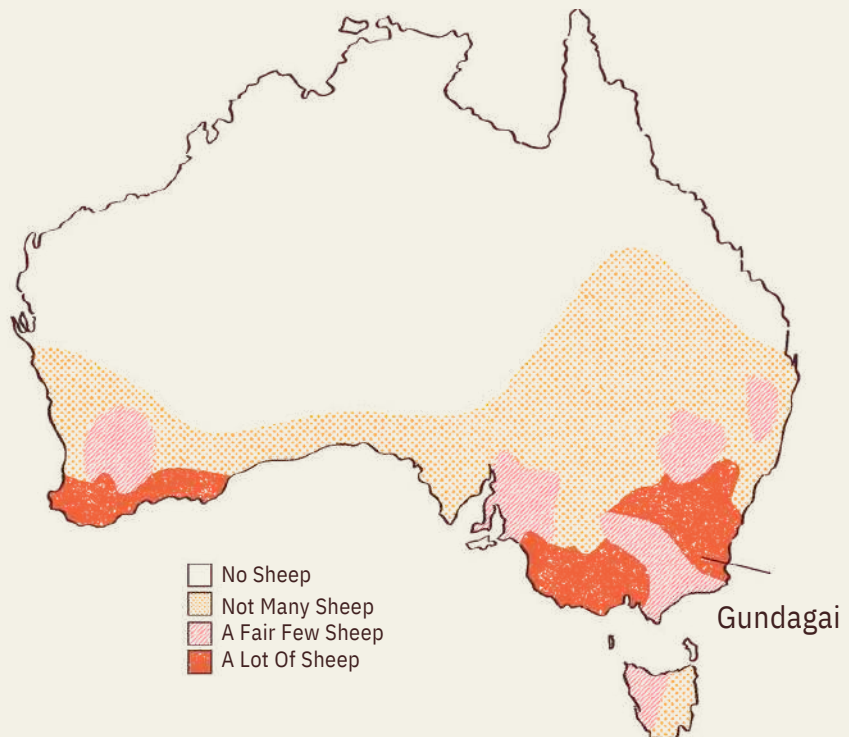 No Sheep
Not Many Sheep
A Fair Few Sheep
A Lot Of Sheep
Gundagai